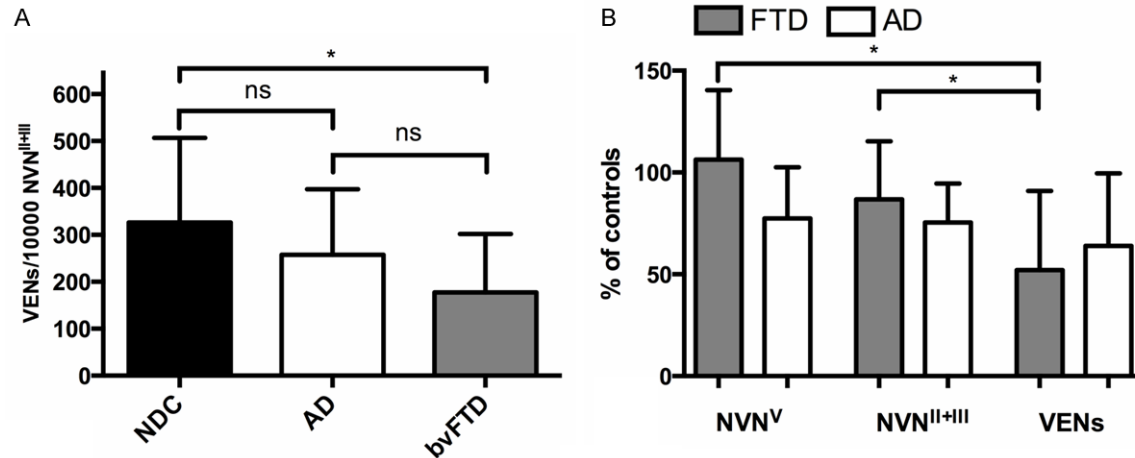 A
VENs/10000 NVN^II+III
600
500
400
300
200
100
0
*
ns
ns
NDC
AD
bvFTD
B
FTD
AD
% of controls
150
100
50
0
*
*
NVN^V
NVN^II+III
VENs